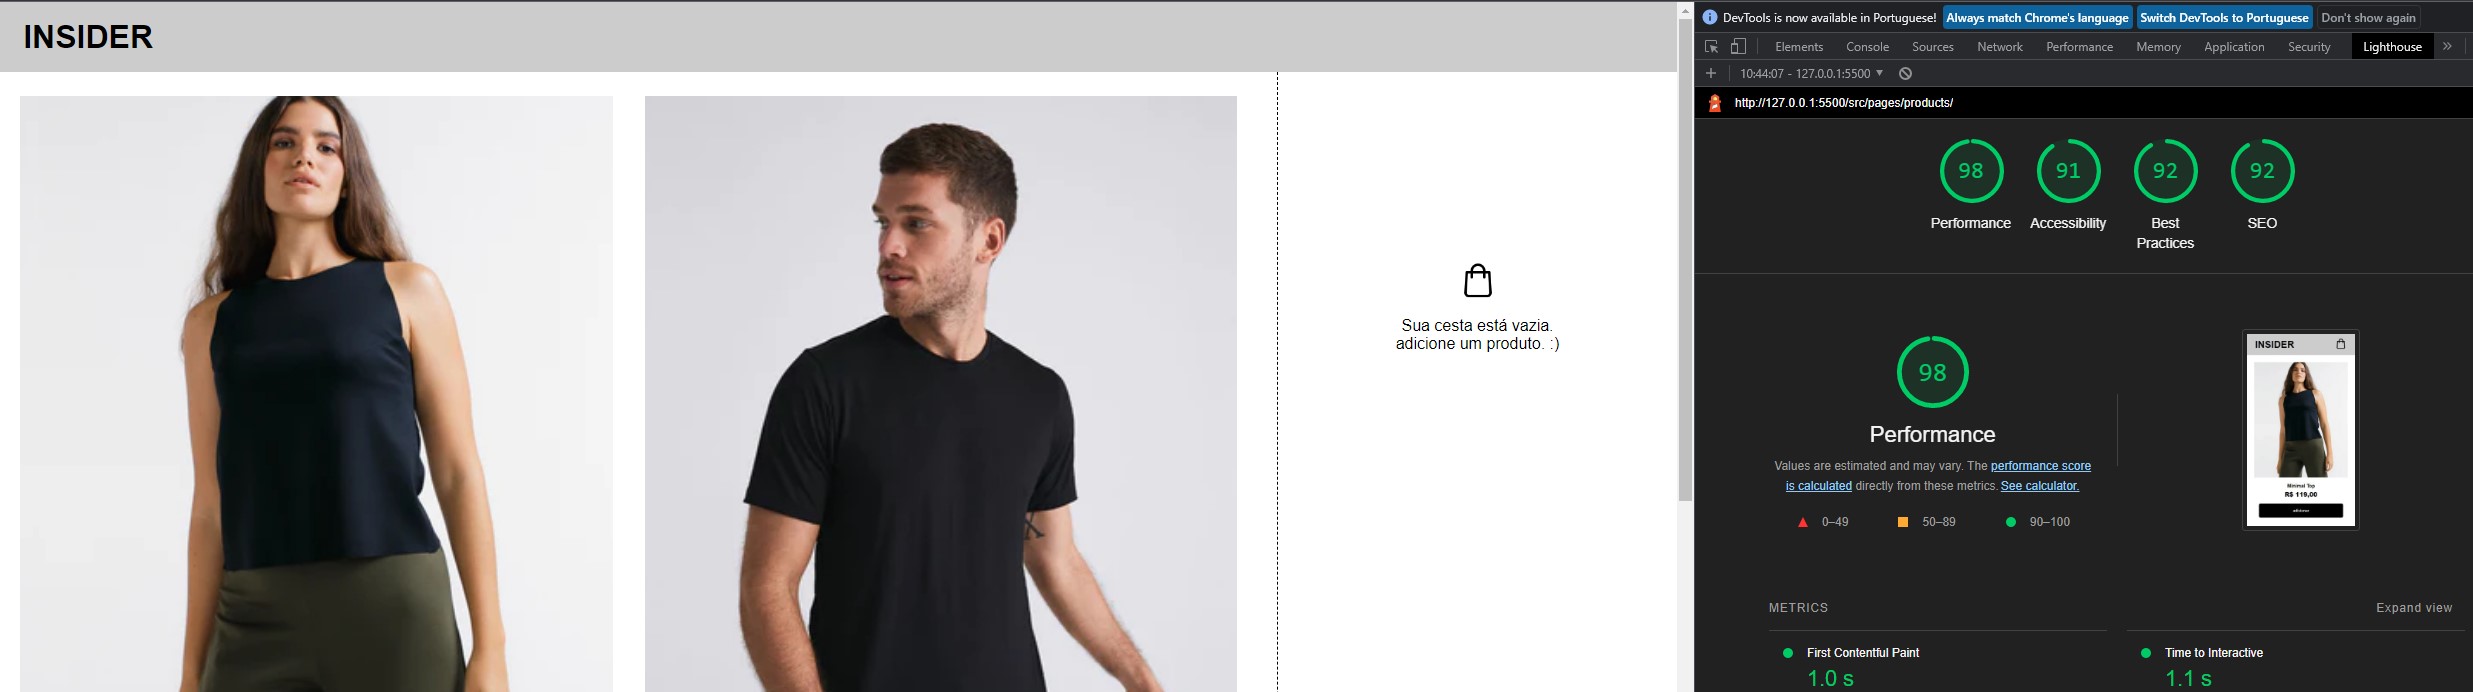 INSIDER
Sua cesta está vazia.
adicione um produto. :)
DevTools is now available in Portuguese! Always match Chrome's language Switch DevTools to Portuguese Don't show again
Elements Console Sources Network Performance Memory Application Security Lighthouse »
10:44:07 - 127.0.0.1:5500
http://127.0.0.1:5500/src/pages/products/
98 91 92 92
Performance Accessibility Best Practices SEO
98
Performance
Values are estimated and may vary. The performance score
is calculated directly from these metrics. See calculator.
0–49 50–89 90–100
INSIDER
Minimal Top
R$ 119,00
METRICS Expand view
First Contentful Paint Time to Interactive
1.0 s 1.1 s